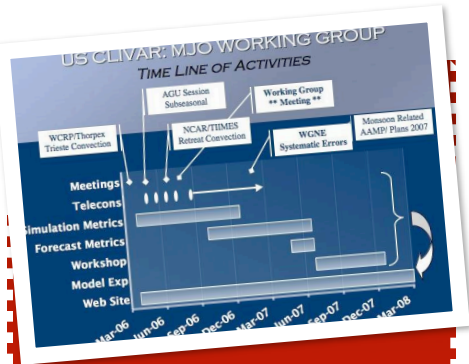 US CLIVAR: MJO WORKING GROUP
TIME LINE OF ACTIVITIES
AGU Session
Subseasonal
Working Group
** Meeting **
WCRP/Thorpex
Trieste Convection
NCAR/TIIMES
Retreat Convection
WGNE
Systematic Errors
Monsoon Related
AAMP/ Plans 2007
Meetings
Telecons
Simulation Metrics
Forecast Metrics
Workshop
Model Exp
Web Site
Mar-06
Jun-06
Sep-06
Dec-06
Mar-07
Jun-07
Sep-07
Dec-07
Mar-08